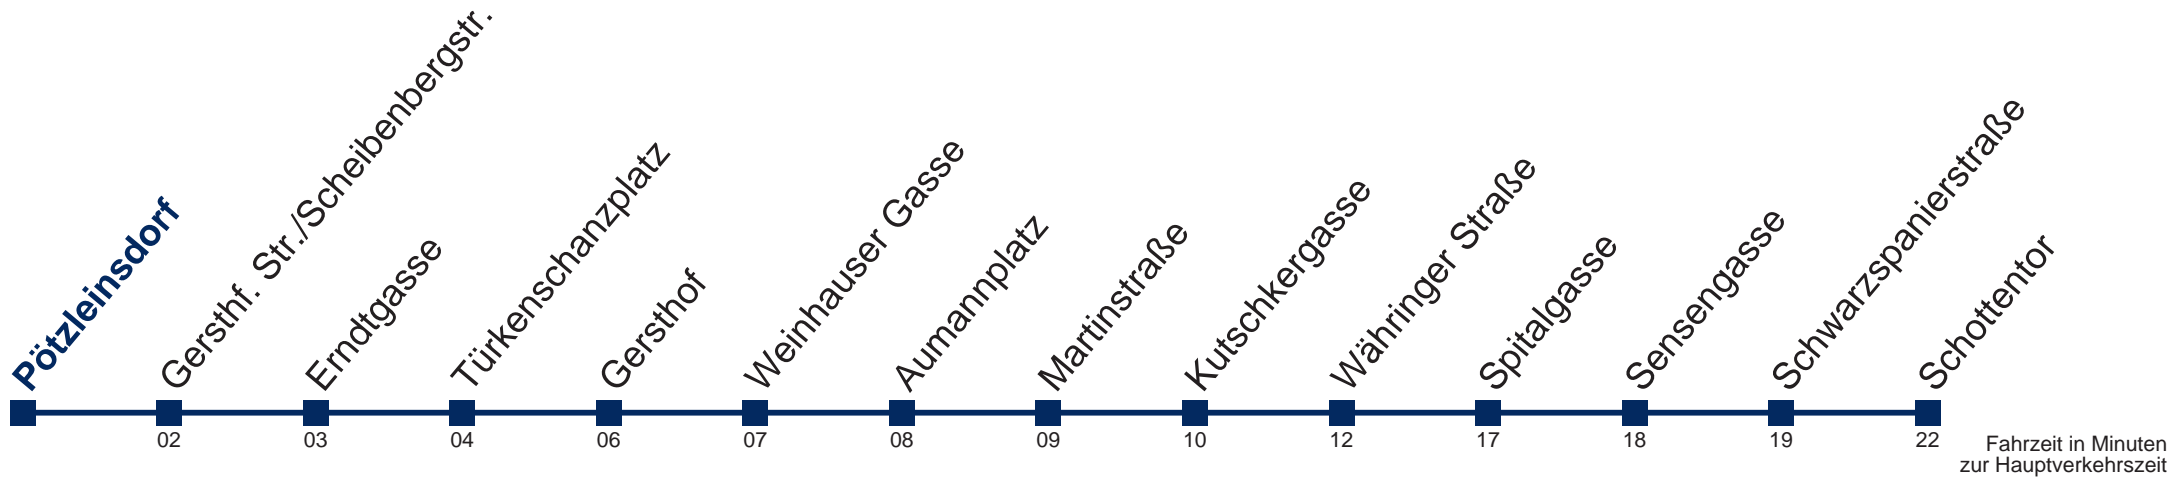 Pötzleinsdorf
Gersthf. Str./Scheibenbergstr.
Erndtgasse
Türkenschanzplatz
Gersthof
Weinhauser Gasse
Aumannplatz
Martinstraße
Kutschkergasse
Währinger Straße
Spitalgasse
Sensengasse
Schwarzspanierstraße
Schottentor
02
03
04
06
07
08
09
10
12
17
18
19
22
Fahrzeit in Minuten
zur Hauptverkehrszeit